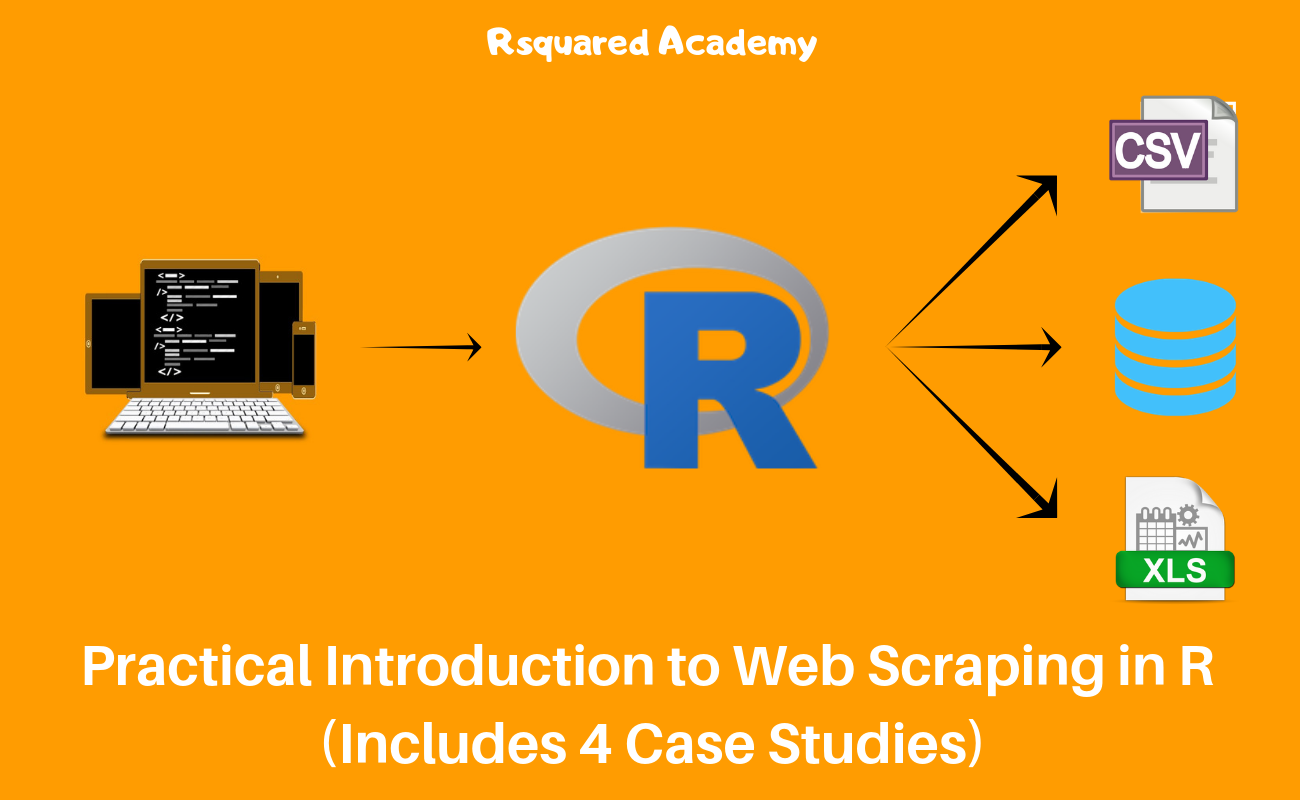 Rsquared Academy
CSV
< >
/>
</>
< >
/>
</>
R
XLS
Practical Introduction to Web Scraping in R
(Includes 4 Case Studies)